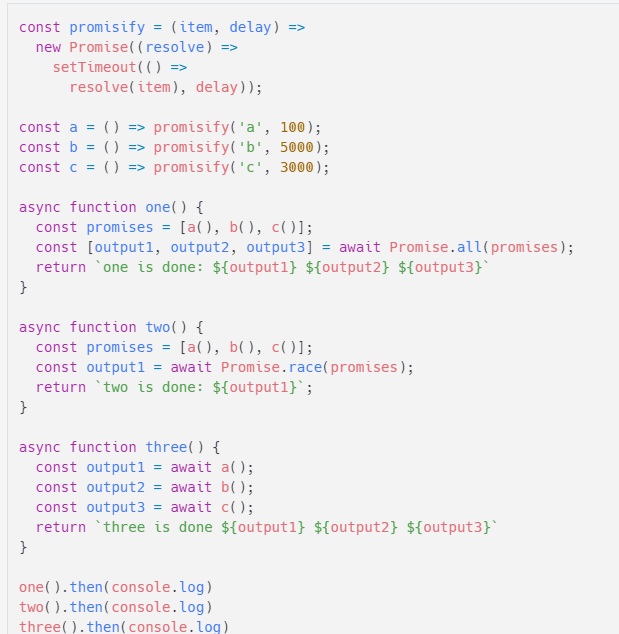 const promisify = (item, delay) =>
  new Promise((resolve) =>
    setTimeout(() =>
      resolve(item), delay));

const a = () => promisify('a', 100);
const b = () => promisify('b', 5000);
const c = () => promisify('c', 3000);

async function one() {
  const promises = [a(), b(), c()];
  const [output1, output2, output3] = await Promise.all(promises);
  return `one is done: ${output1} ${output2} ${output3}`
}

async function two() {
  const promises = [a(), b(), c()];
  const output1 = await Promise.race(promises);
  return `two is done: ${output1}`;
}

async function three() {
  const output1 = await a();
  const output2 = await b();
  const output3 = await c();
  return `three is done ${output1} ${output2} ${output3}`
}

one().then(console.log)
two().then(console.log)
three().then(console.log)